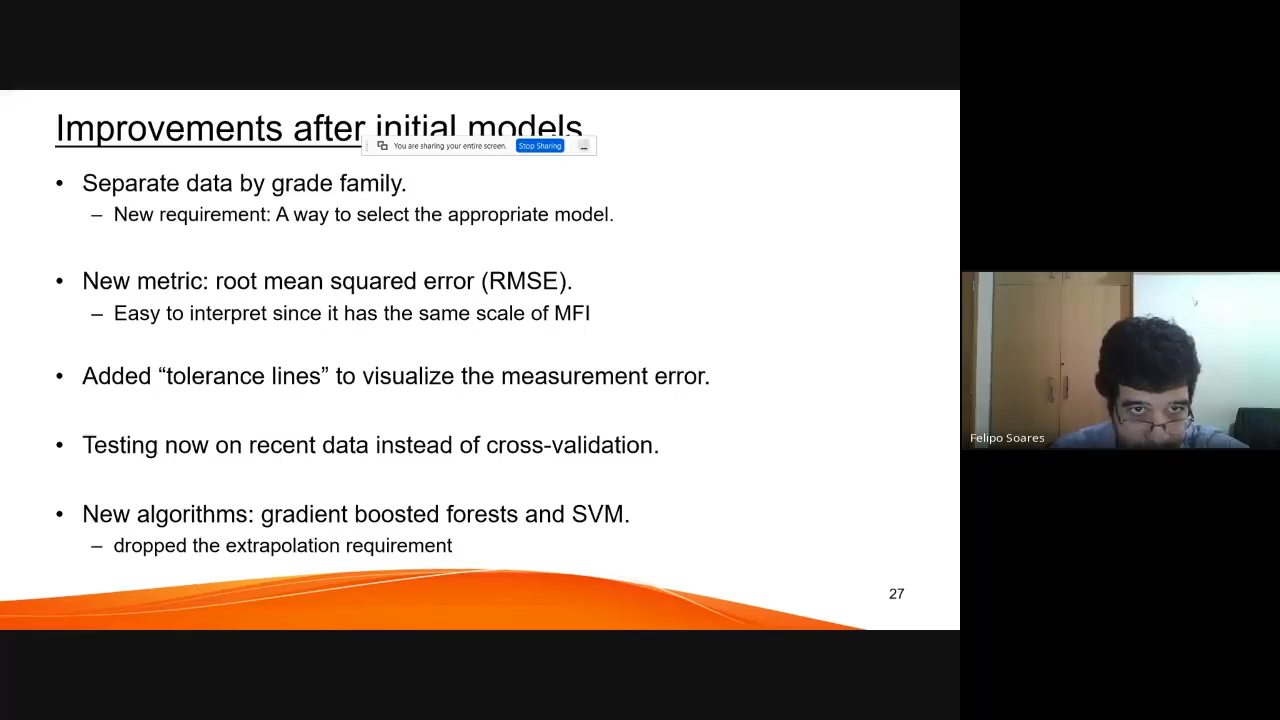 Improvements after initial models
You are sharing your entire screen.
Stop Sharing
• Separate data by grade family.
– New requirement: A way to select the appropriate model.
• New metric: root mean squared error (RMSE).
– Easy to interpret since it has the same scale of MFI
• Added “tolerance lines” to visualize the measurement error.
• Testing now on recent data instead of cross-validation.
• New algorithms: gradient boosted forests and SVM.
– dropped the extrapolation requirement
27
Felipo Soares